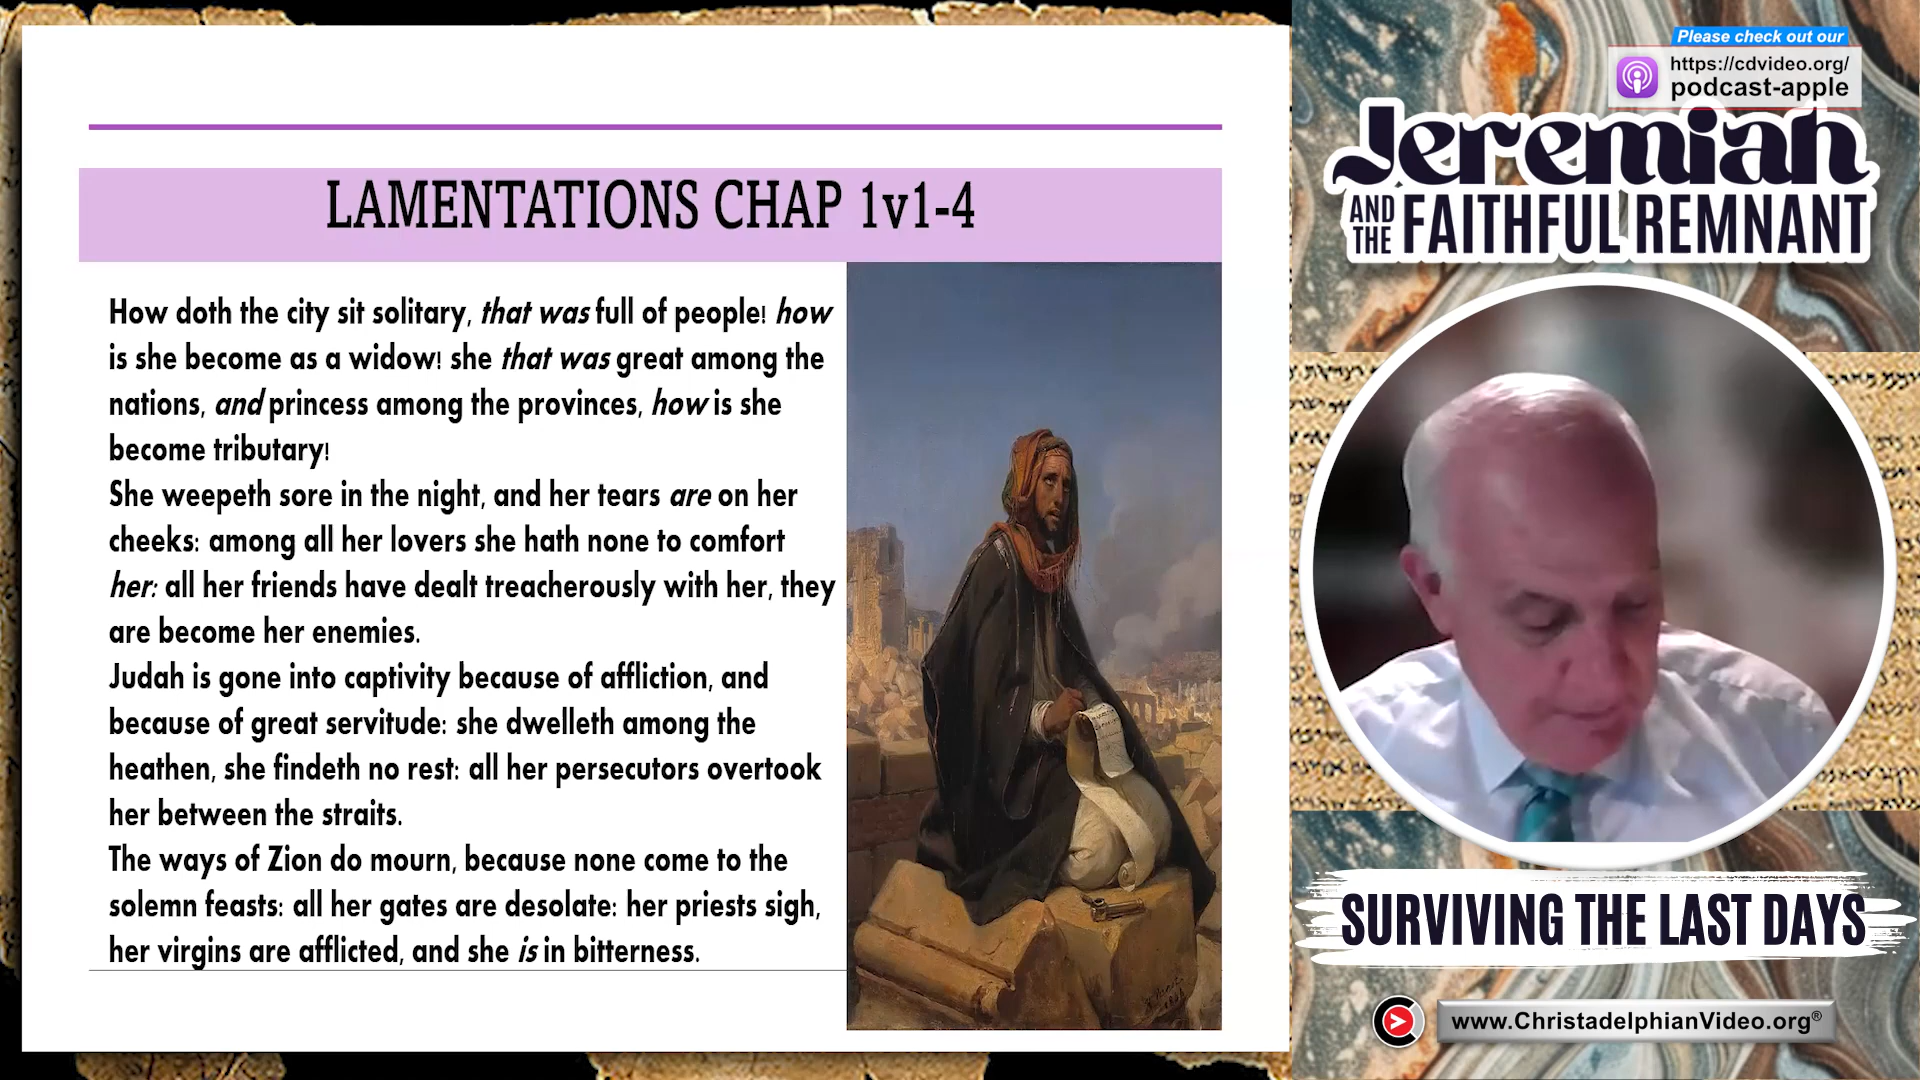 LAMENTATIONS CHAP 1v1-4
How doth the city sit solitary, that was full of people! how
is she become as a widow! she that was great among the
nations, and princess among the provinces, how is she
become tributary!
She weepeth sore in the night, and her tears are on her
cheeks: among all her lovers she hath none to comfort
her: all her friends have dealt treacherously with her, they
are become her enemies.
Judah is gone into captivity because of affliction, and
because of great servitude: she dwelleth among the
heathen, she findeth no rest: all her persecutors overtook
her between the straits.
The ways of Zion do mourn, because none come to the
solemn feasts: all her gates are desolate: her priests sigh,
her virgins are afflicted, and she is in bitterness.
Please check out our
https://cdvideo.org/
podcast-apple
Jeremiah
AND THE FAITHFUL REMNANT
SURVIVING THE LAST DAYS
www.ChristadelphianVideo.org®